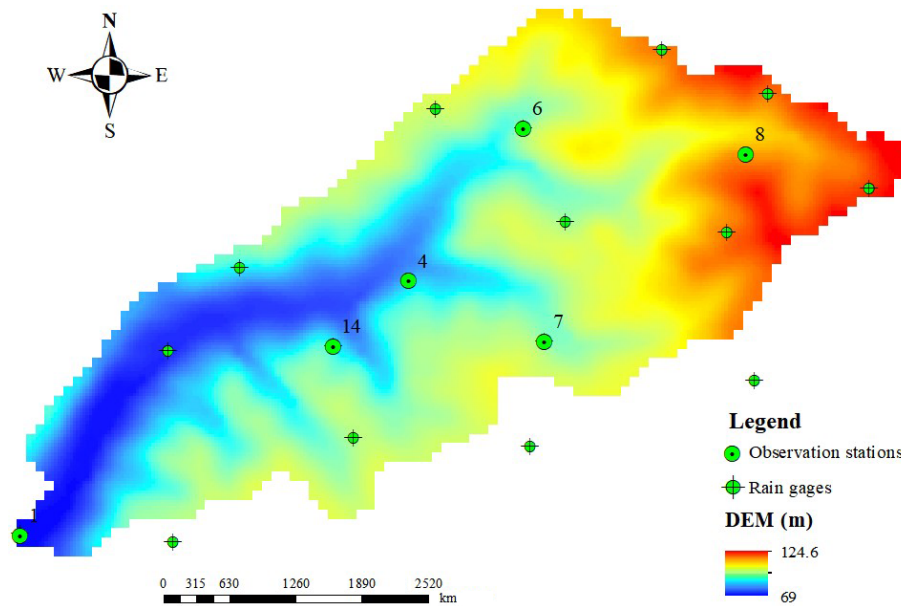 N
W E
S
6
8
4
14
7
1
Legend
Observation stations
Rain gages
DEM (m)
124.6
69
0 315 630 1260 1890 2520
km